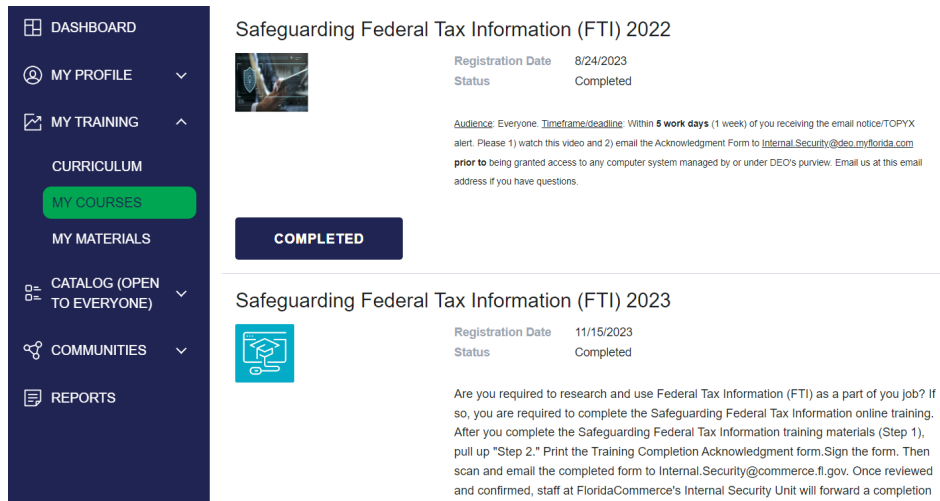 DASHBOARD
MY PROFILE
MY TRAINING
CURRICULUM
MY COURSES
MY MATERIALS
CATALOG (OPEN
TO EVERYONE)
COMMUNITIES
REPORTS
Safeguarding Federal Tax Information (FTI) 2022
Registration Date 8/24/2023
Status Completed
Audience: Everyone. Timeframe/deadline: Within 5 work days (1 week) of you receiving the email notice/TOPYX
alert. Please 1) watch this video and 2) email the Acknowledgment Form to Internal.Security@deo.myflorida.com
prior to being granted access to any computer system managed by or under DEO's purview. Email us at this email
address if you have questions.
COMPLETED
Safeguarding Federal Tax Information (FTI) 2023
Registration Date 11/15/2023
Status Completed
Are you required to research and use Federal Tax Information (FTI) as a part of you job? If
so, you are required to complete the Safeguarding Federal Tax Information online training.
After you complete the Safeguarding Federal Tax Information training materials (Step 1),
pull up "Step 2." Print the Training Completion Acknowledgment form.Sign the form. Then
scan and email the completed form to Internal.Security@commerce.fl.gov. Once reviewed
and confirmed, staff at FloridaCommerce's Internal Security Unit will forward a completion